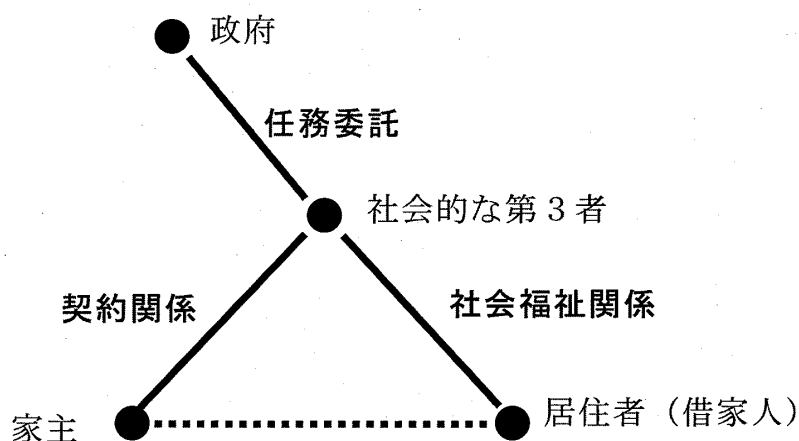 政府
任務委託
社会的な第3者
契約関係
社会福祉関係
家主
居住者（借家人）